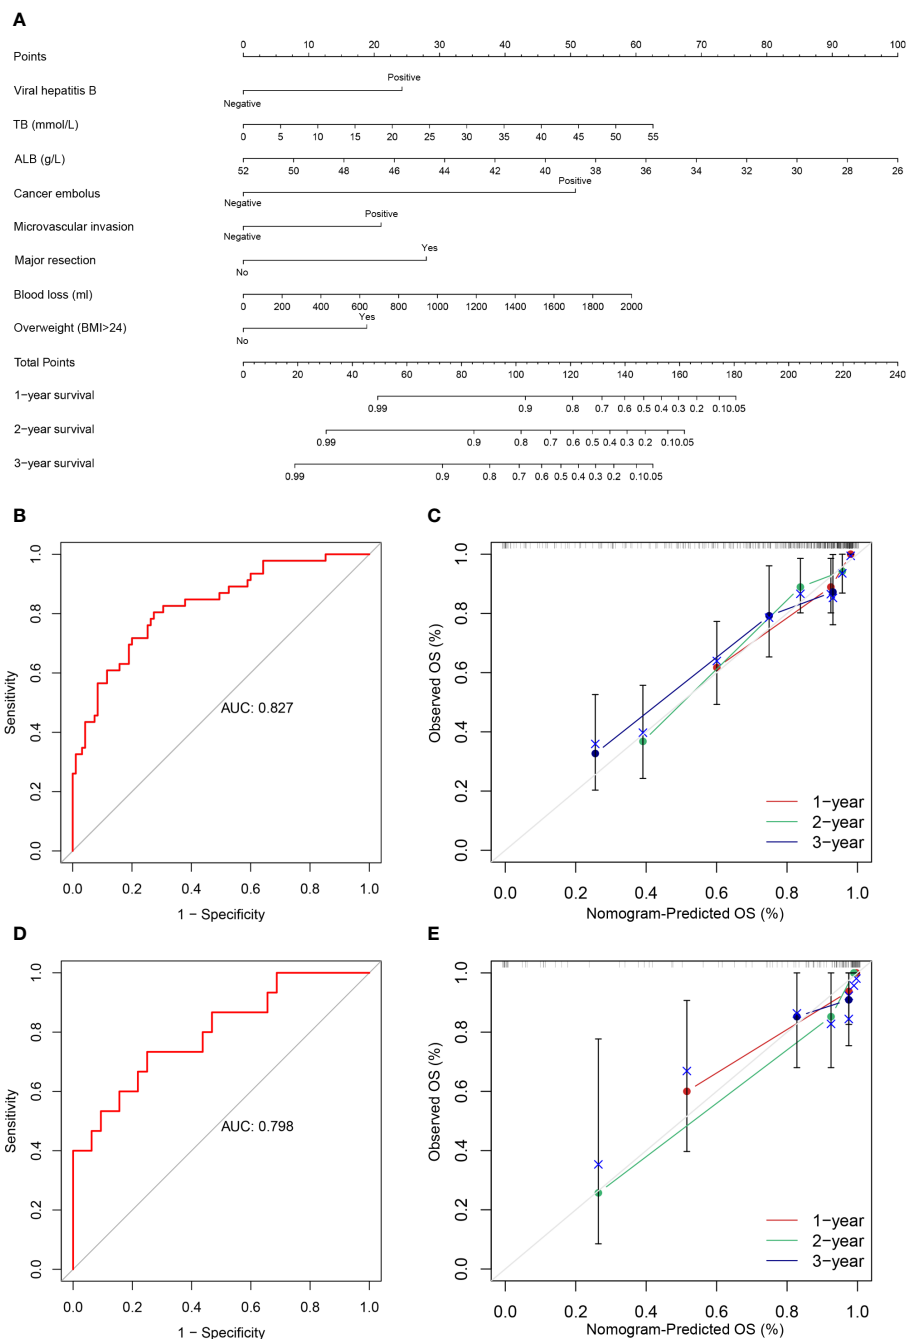 A
Points
0 10 20 30 40 50 60 70 80 90 100
Viral hepatitis B
Positive
Negative
TB (mmol/L)
0 5 10 15 20 25 30 35 40 45 50 55
ALB (g/L)
52 50 48 46 44 42 40 38 36 34 32 30 28 26
Cancer embolus
Positive
Negative
Microvascular invasion
Positive
Negative
Major resection
Yes
No
Blood loss (ml)
0 200 400 600 800 1000 1200 1400 1600 1800 2000
Overweight (BMI>24)
Yes
No
Total Points
0 20 40 60 80 100 120 140 160 180 200 220 240
1−year survival
0.99 0.9 0.8 0.7 0.6 0.5 0.4 0.3 0.2 0.10.05
2−year survival
0.99 0.9 0.8 0.7 0.6 0.5 0.4 0.3 0.2 0.10.05
3−year survival
0.99 0.9 0.8 0.7 0.6 0.5 0.4 0.3 0.2 0.10.05
B
Sensitivity
0.0 0.2 0.4 0.6 0.8 1.0
AUC: 0.827
0.0 0.2 0.4 0.6 0.8 1.0
1 − Specificity
C
Observed OS (%)
0.0 0.2 0.4 0.6 0.8 1.0
1−year
2−year
3−year
0.0 0.2 0.4 0.6 0.8 1.0
Nomogram-Predicted OS (%)
D
Sensitivity
0.0 0.2 0.4 0.6 0.8 1.0
AUC: 0.798
0.0 0.2 0.4 0.6 0.8 1.0
1 − Specificity
E
Observed OS (%)
0.0 0.2 0.4 0.6 0.8 1.0
1−year
2−year
3−year
0.0 0.2 0.4 0.6 0.8 1.0
Nomogram-Predicted OS (%)